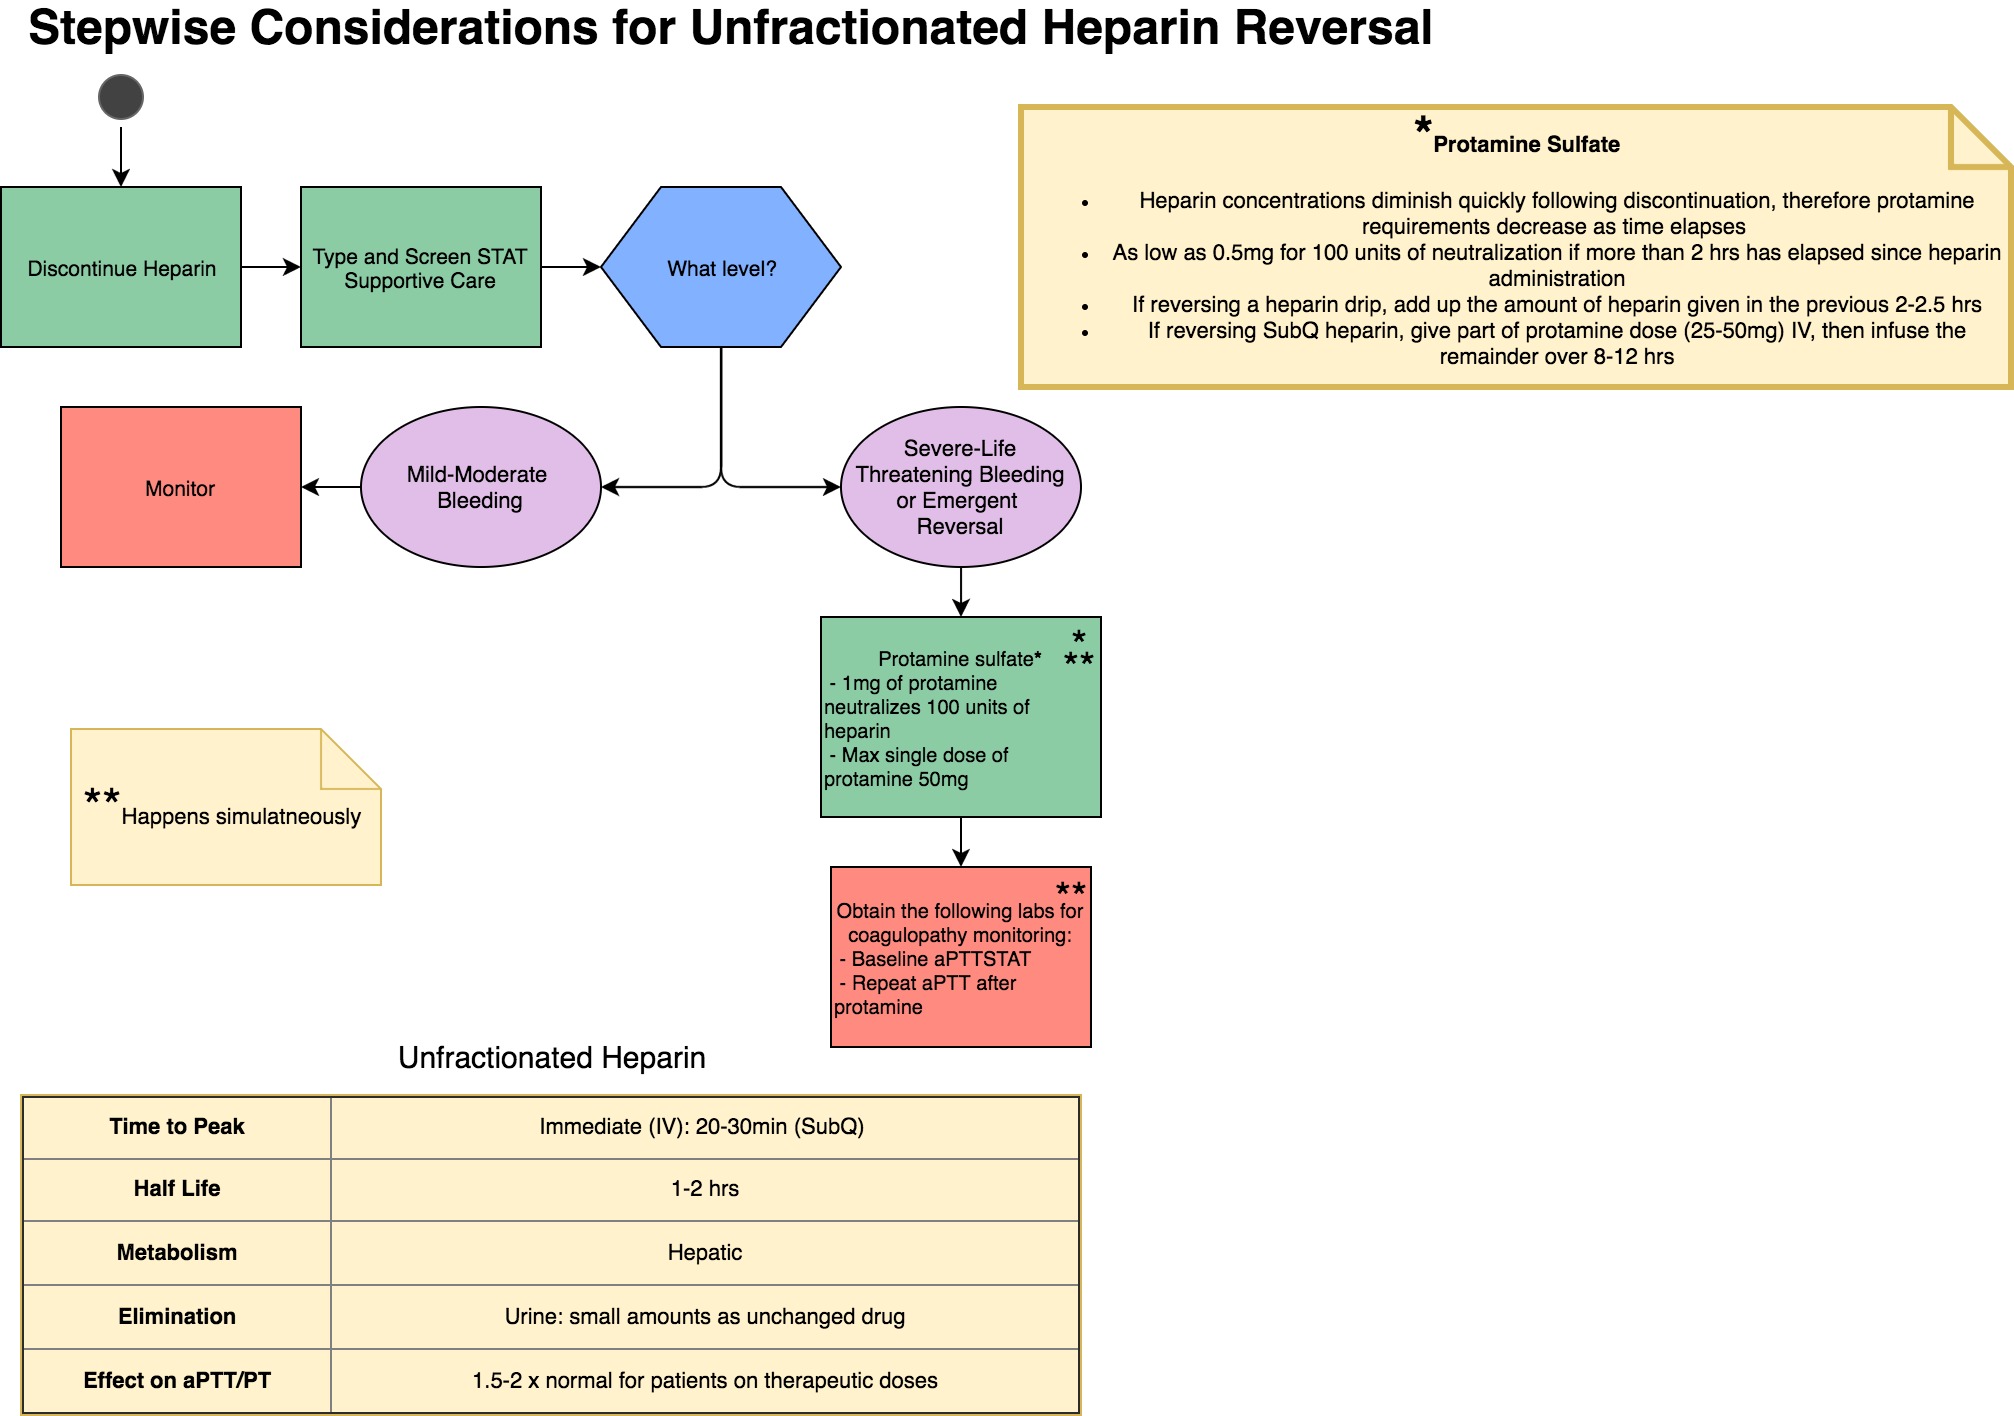 Stepwise Considerations for Unfractionated Heparin Reversal
Discontinue Heparin
Type and Screen STAT
Supportive Care
What level?
*Protamine Sulfate
• Heparin concentrations diminish quickly following discontinuation, therefore protamine
requirements decrease as time elapses
• As low as 0.5mg for 100 units of neutralization if more than 2 hrs has elapsed since heparin
administration
• If reversing a heparin drip, add up the amount of heparin given in the previous 2-2.5 hrs
• If reversing SubQ heparin, give part of protamine dose (25-50mg) IV, then infuse the
remainder over 8-12 hrs
Monitor
Mild-Moderate
Bleeding
Severe-Life
Threatening Bleeding
or Emergent
Reversal
*
**
Protamine sulfate*
- 1mg of protamine
neutralizes 100 units of
heparin
- Max single dose of
protamine 50mg
**Happens simulatneously
**
Obtain the following labs for
coagulopathy monitoring:
- Baseline aPTTSTAT
- Repeat aPTT after
protamine
Unfractionated Heparin
Time to Peak Immediate (IV): 20-30min (SubQ)
Half Life 1-2 hrs
Metabolism Hepatic
Elimination Urine: small amounts as unchanged drug
Effect on aPTT/PT 1.5-2 x normal for patients on therapeutic doses